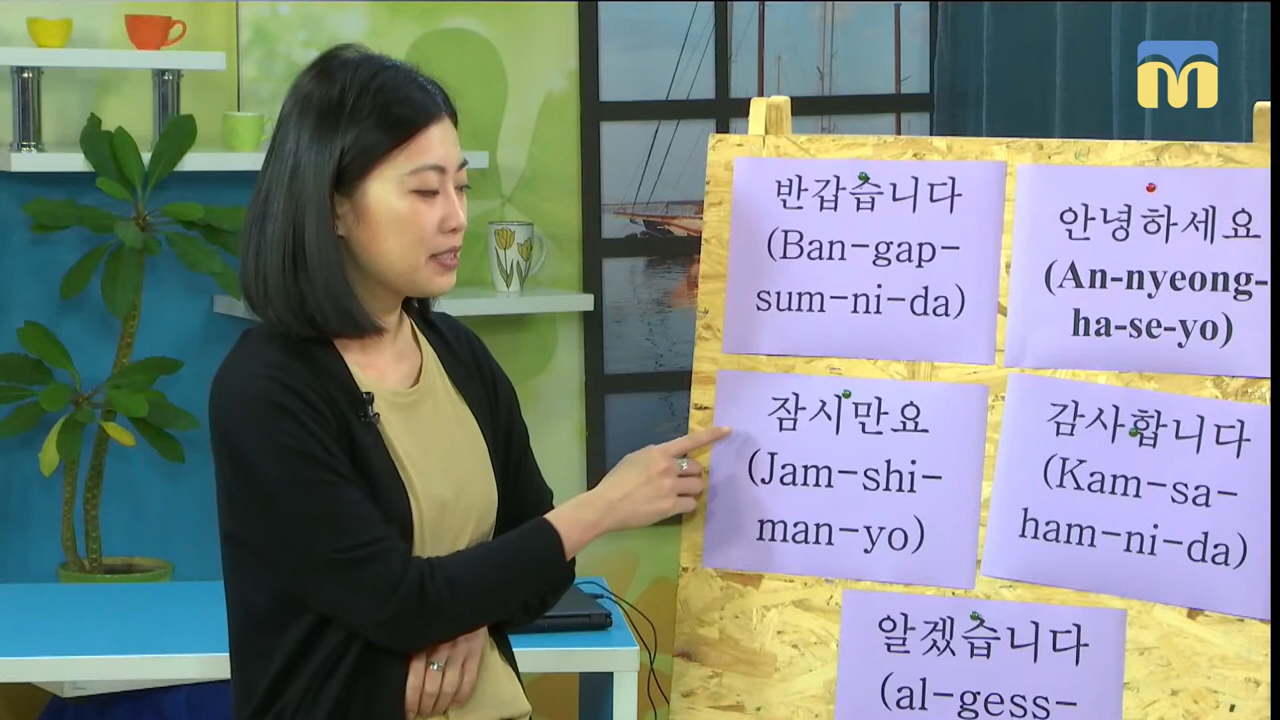 반갑습니다
(Ban-gap-
sum-ni-da)
안녕하세요
(An-nyeong-
ha-se-yo)
잠시만요
(Jam-shi-
man-yo)
감사합니다
(Kam-sa-
ham-ni-da)
알겠습니다
(al-gess-
M